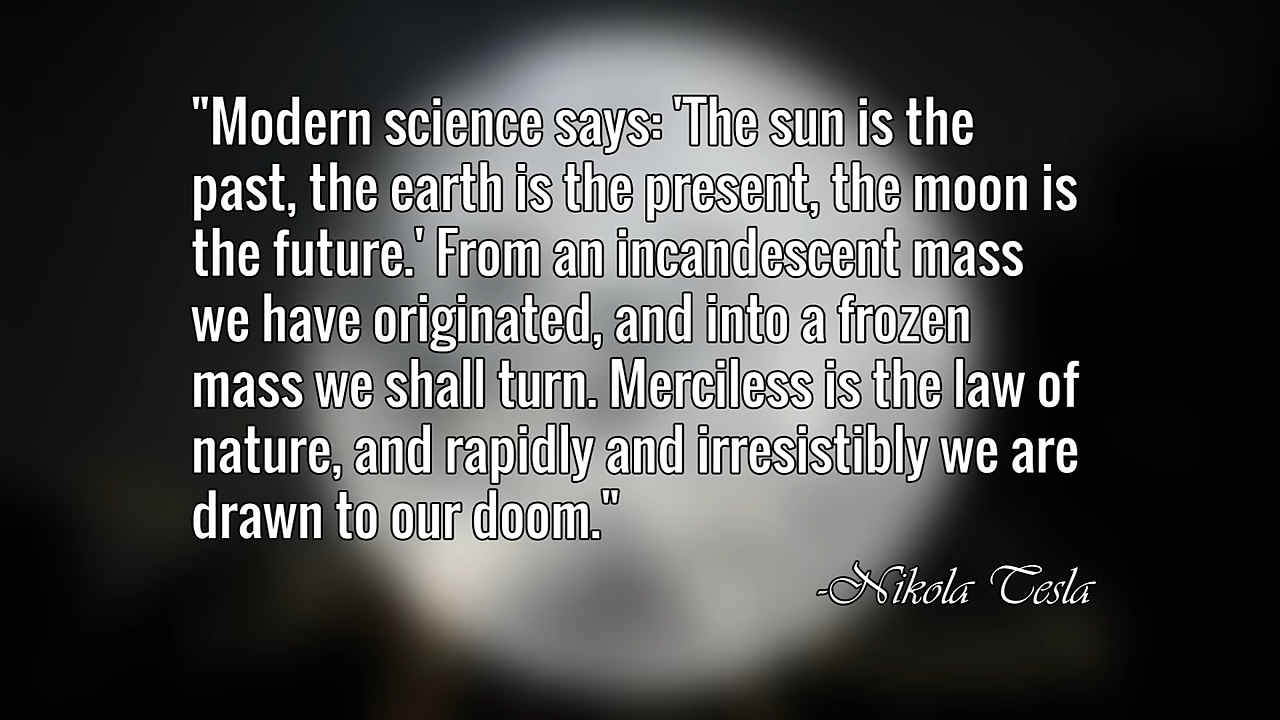 "Modern science says: 'The sun is the
past, the earth is the present, the moon is
the future.' From an incandescent mass
we have originated, and into a frozen
mass we shall turn. Merciless is the law of
nature, and rapidly and irresistibly we are
drawn to our doom."
-Nikola Tesla